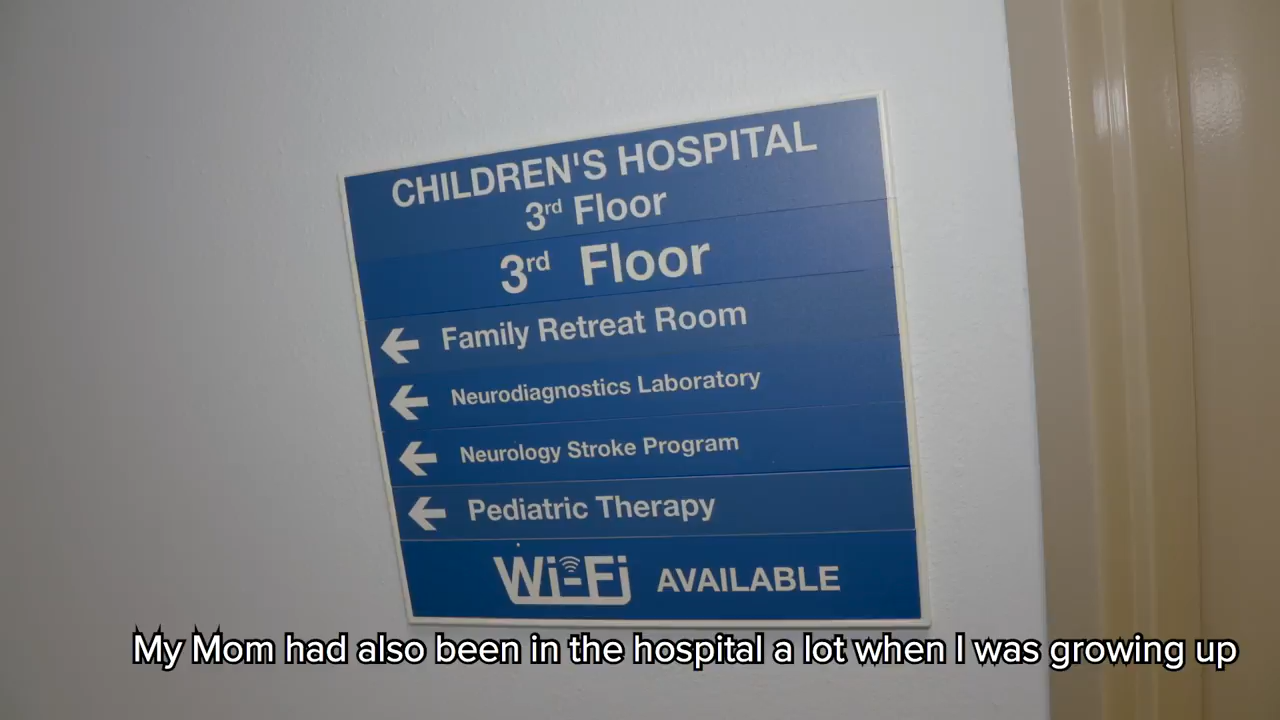 CHILDREN'S HOSPITAL
3rd Floor
3rd Floor
Family Retreat Room
Neurodiagnostics Laboratory
Neurology Stroke Program
Pediatric Therapy
Wi-Fi AVAILABLE
My Mom had also been in the hospital a lot when I was growing up